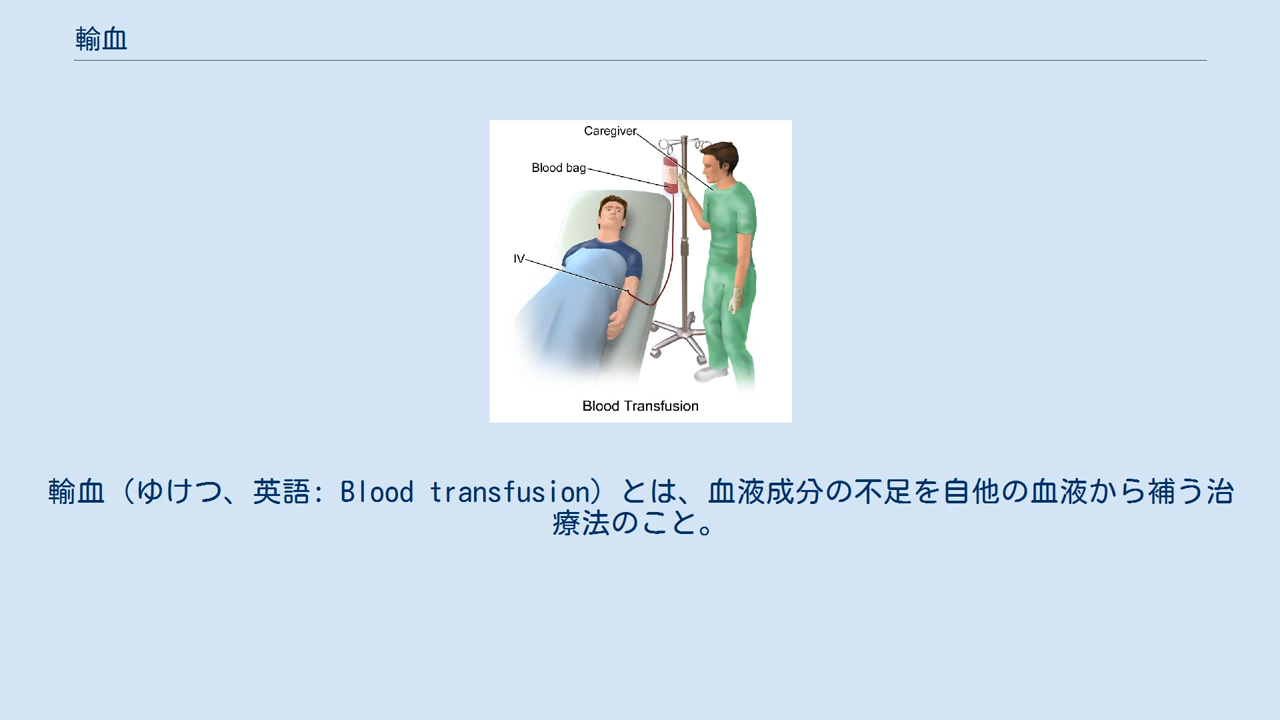 輸血
Caregiver
Blood bag
IV
Blood Transfusion
輸血（ゆけつ、英語: Blood transfusion）とは、血液成分の不足を自他の血液から補う治
療法のこと。